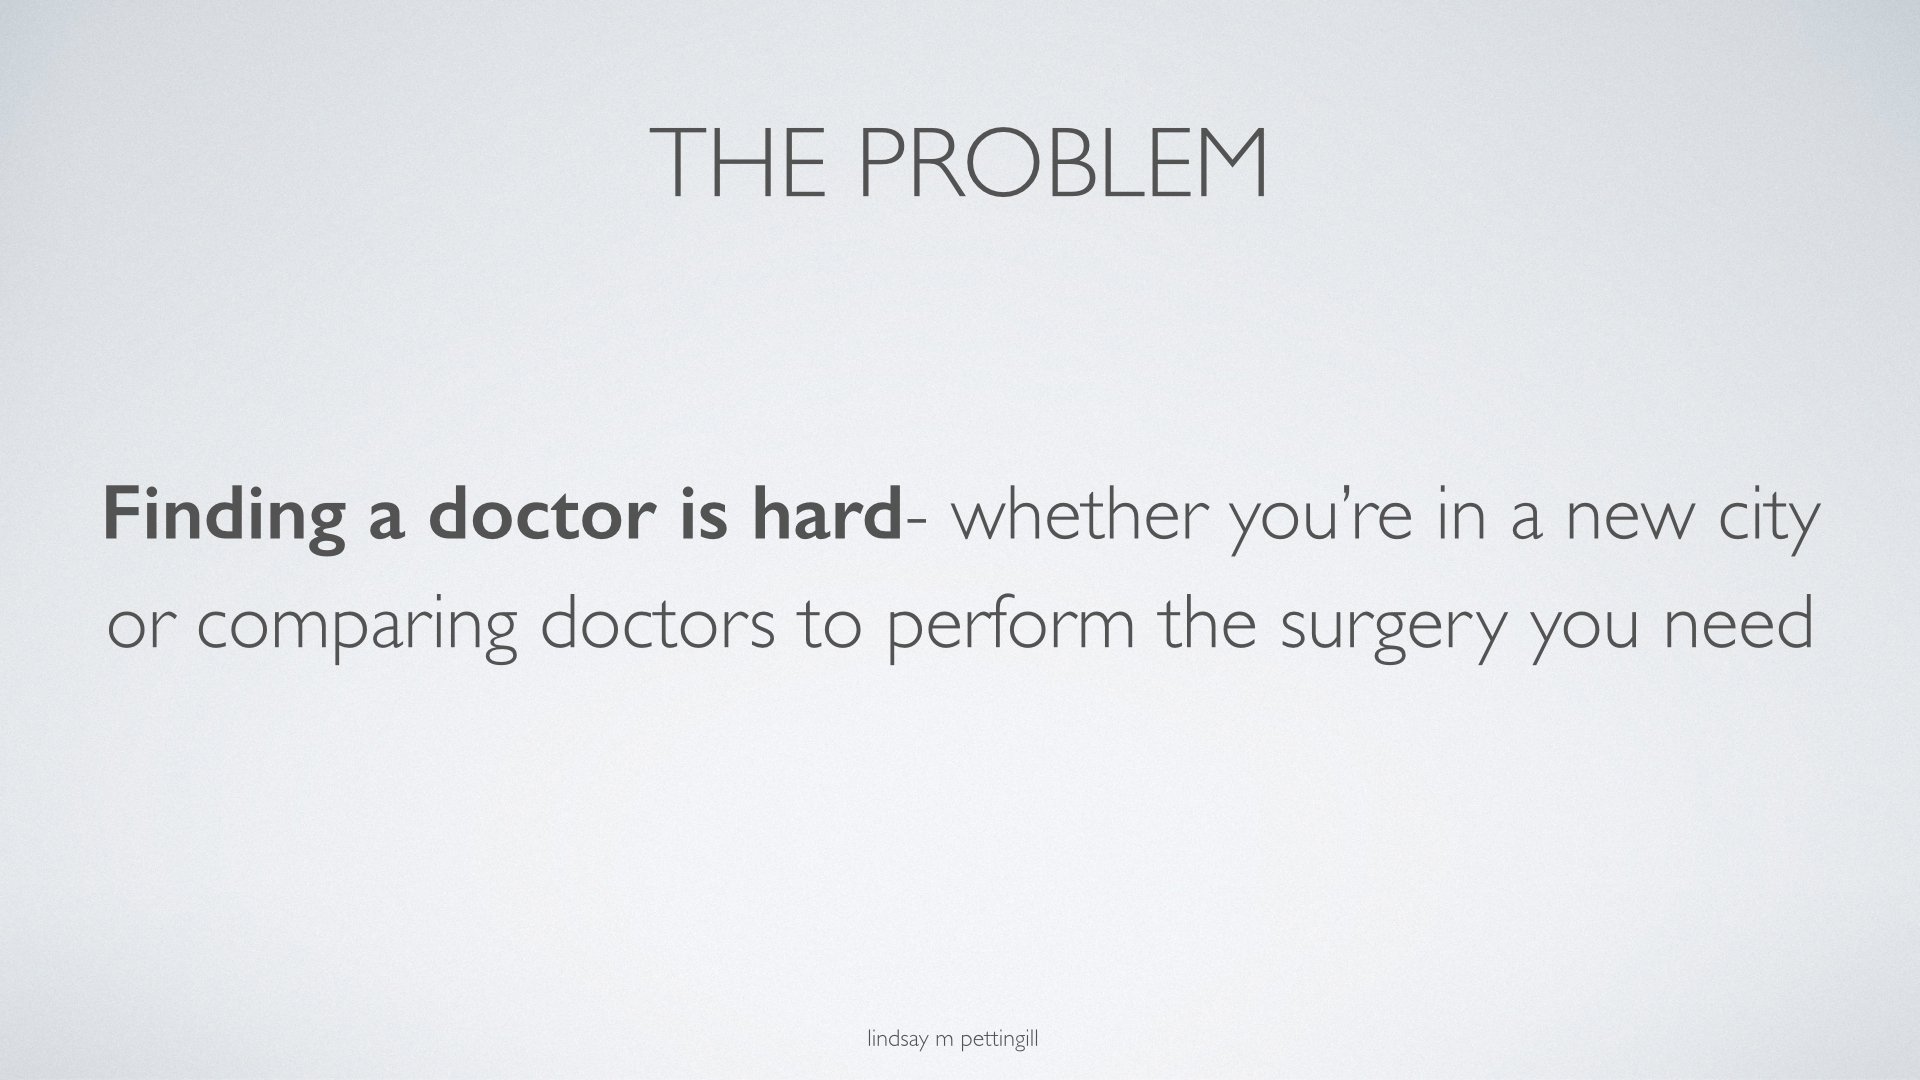 THE PROBLEM
Finding a doctor is hard- whether you’re in a new city
or comparing doctors to perform the surgery you need
lindsay m pettingill